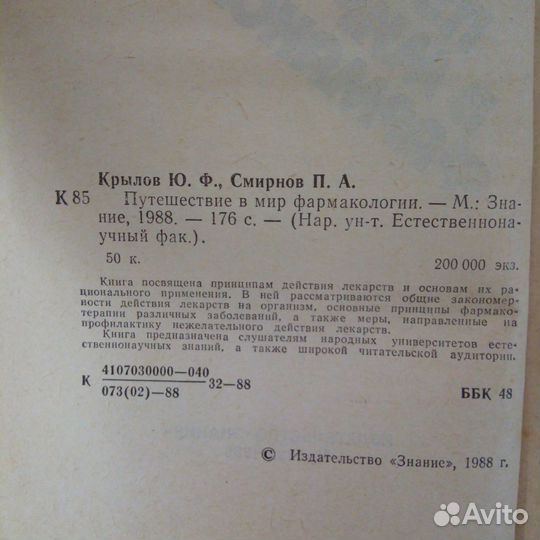 Крылов Ю. Ф., Смирнов П. А.
К 85 Путешествие в мир фармакологии. — М.: Зна-
ние, 1988. — 176 с. — (Нар. ун-т. Естественнона-
учный фак.).
50 к. 200 000 экз.
Книга посвящена принципам действия лекарств и основам их ра-
ционального применения. В ней рассматриваются общие закономер-
ности действия лекарств на организм, основные принципы фармако-
терапии различных заболеваний, а также меры, направленные на
профилактику нежелательного действия лекарств.
Книга предназначена слушателям народных университетов есте-
ственнонаучных знаний, а также широкой читательской аудитории.
К 4107030000—040
073(02)—88 32—88
ББК 48
© Издательство «Знание», 1988 г.
Avito